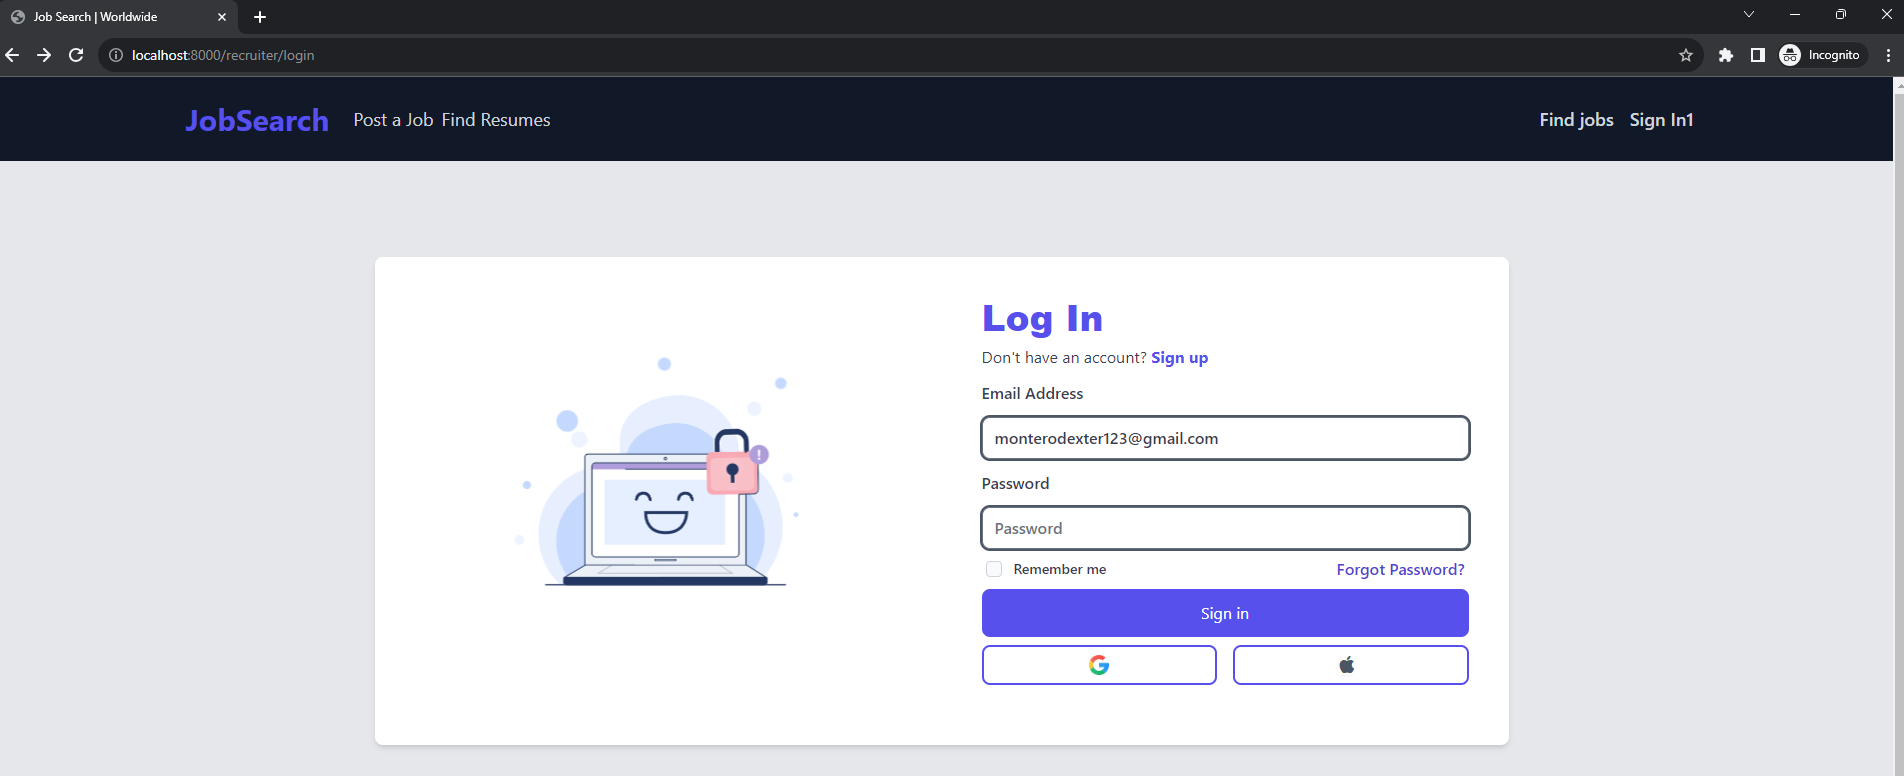 Job Search | Worldwide
localhost:8000/recruiter/login
Incognito
JobSearch Post a Job Find Resumes Find jobs Sign In1
Log In
Don't have an account? Sign up
Email Address
monterodexter123@gmail.com
Password
Password
Remember me Forgot Password?
Sign in